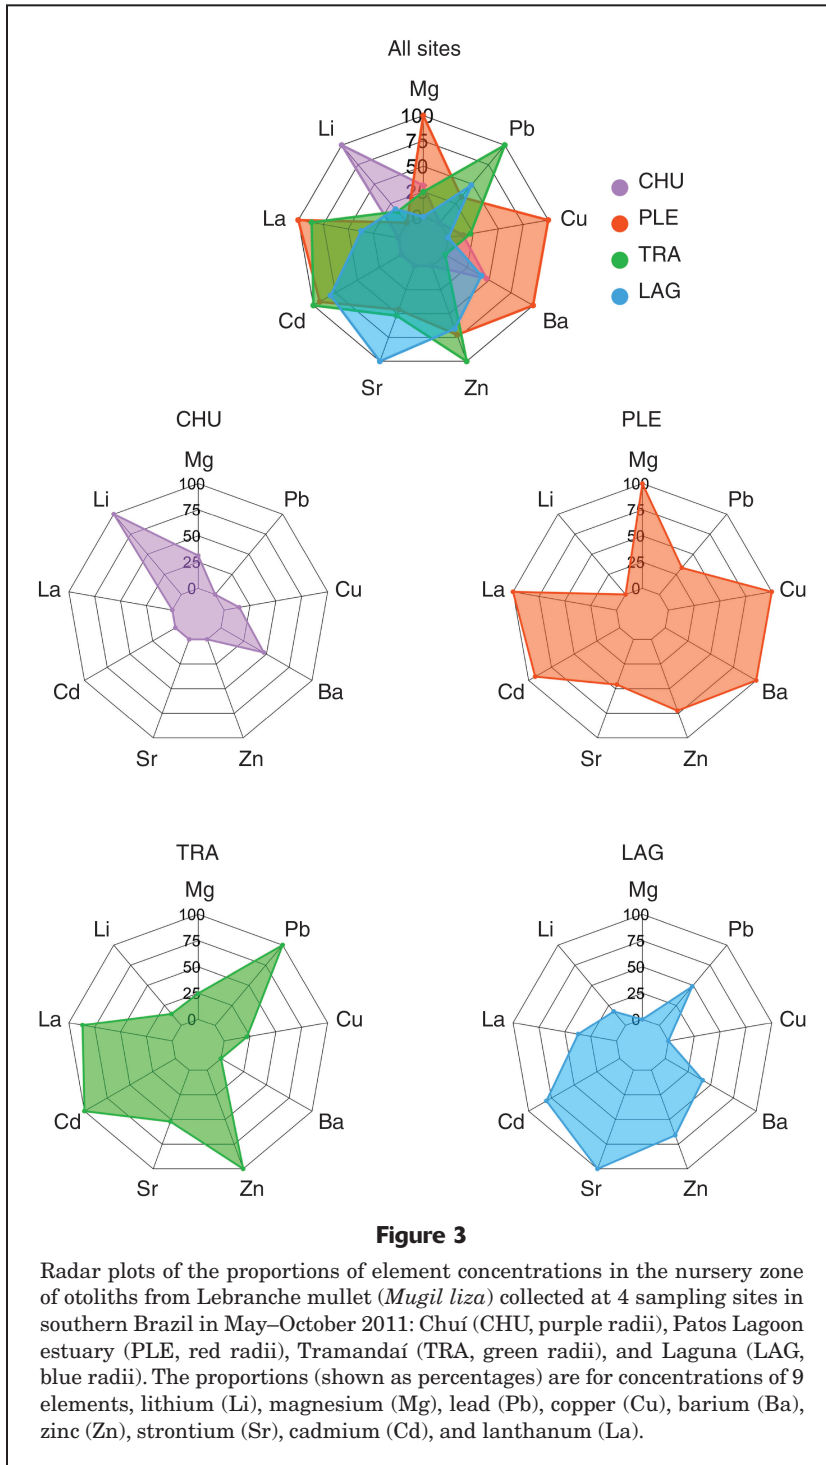 All sites
Mg
100
75
50
25
0
Li
Pb
La
Cu
Cd
Ba
Sr
Zn
CHU
PLE
TRA
LAG
CHU
Mg
100
75
50
25
0
Li
Pb
La
Cu
Cd
Ba
Sr
Zn
PLE
Mg
100
75
50
25
0
Li
Pb
La
Cu
Cd
Ba
Sr
Zn
TRA
Mg
100
75
50
25
0
Li
Pb
La
Cu
Cd
Ba
Sr
Zn
LAG
Mg
100
75
50
25
0
Li
Pb
La
Cu
Cd
Ba
Sr
Zn
Figure 3
Radar plots of the proportions of element concentrations in the nursery zone
of otoliths from Lebranche mullet (Mugil liza) collected at 4 sampling sites in
southern Brazil in May–October 2011: Chuí (CHU, purple radii), Patos Lagoon
estuary (PLE, red radii), Tramandaí (TRA, green radii), and Laguna (LAG,
blue radii). The proportions (shown as percentages) are for concentrations of 9
elements, lithium (Li), magnesium (Mg), lead (Pb), copper (Cu), barium (Ba),
zinc (Zn), strontium (Sr), cadmium (Cd), and lanthanum (La).